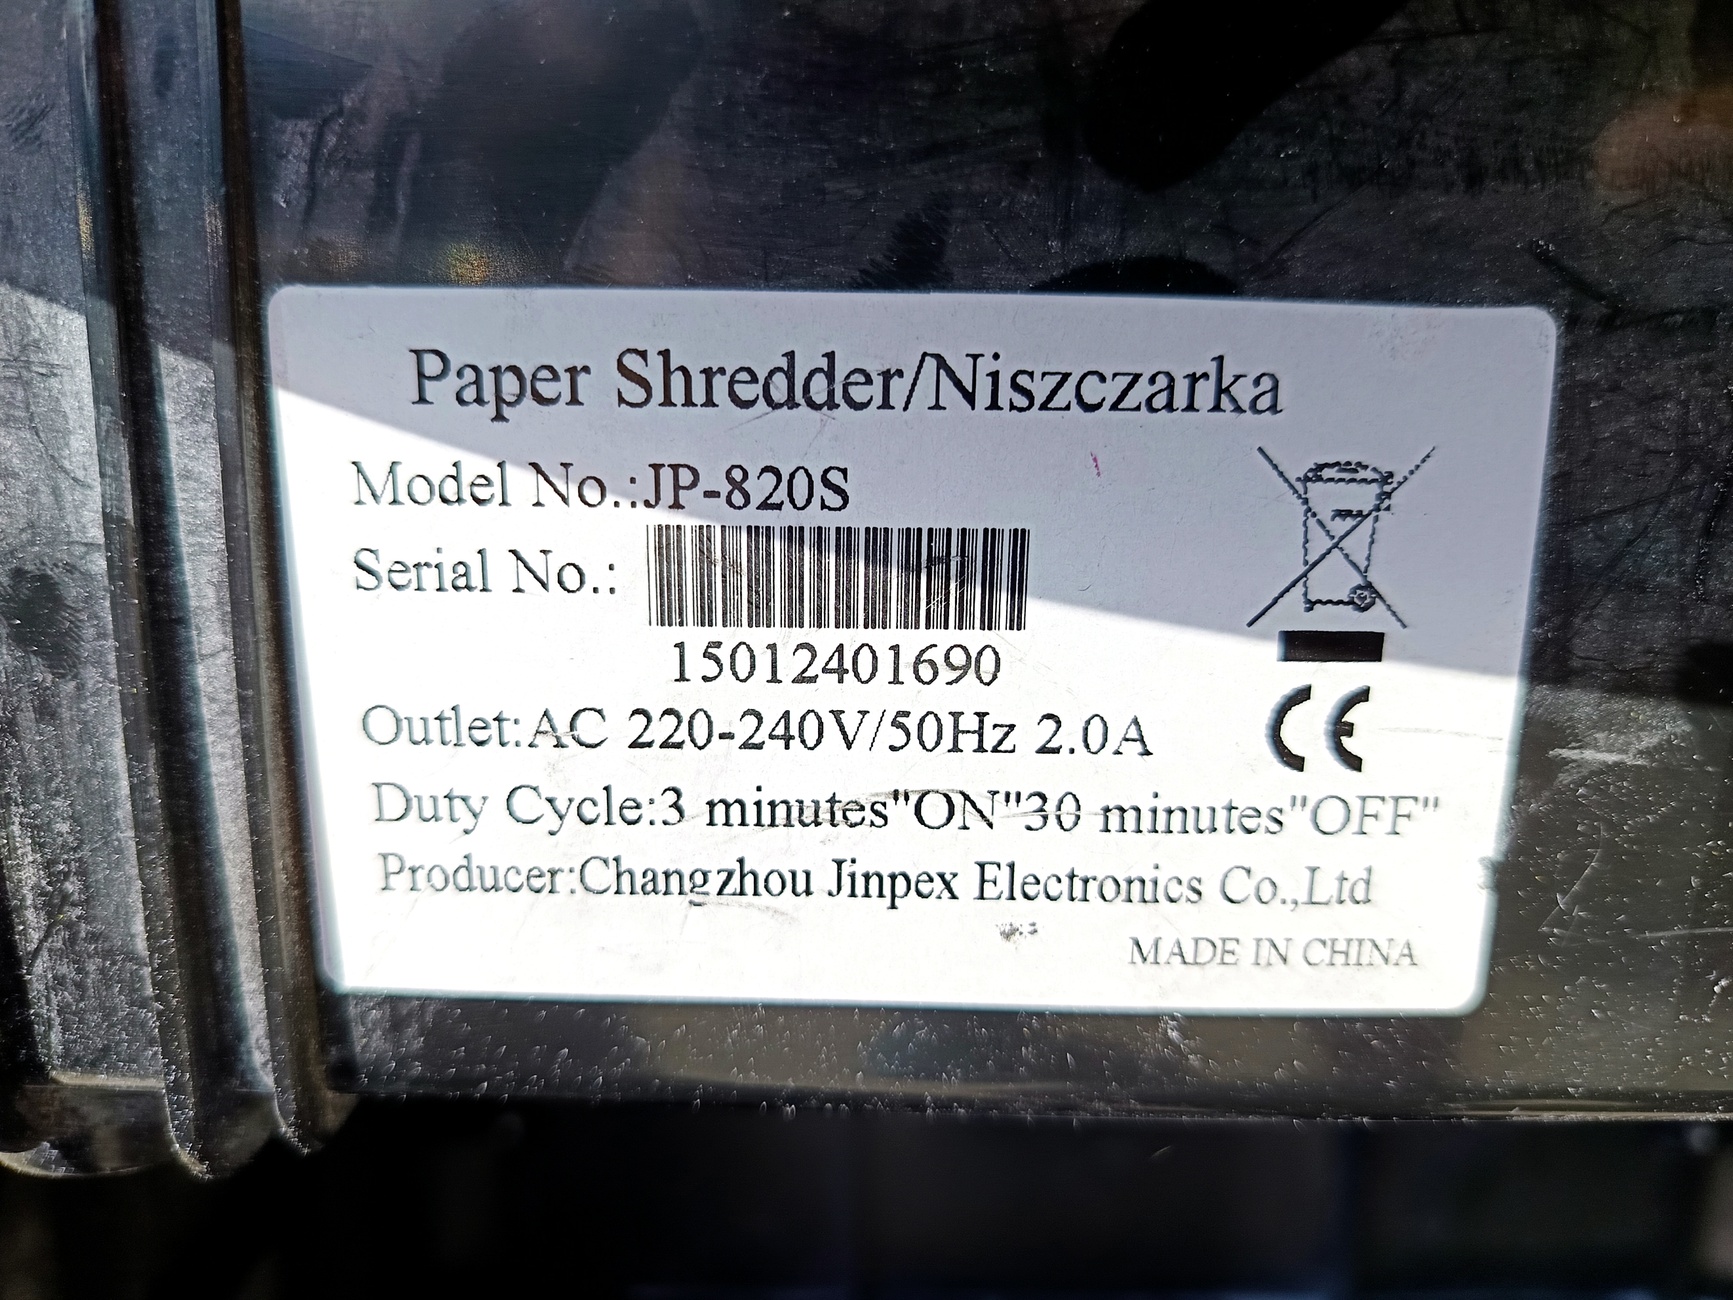 Paper Shredder/Niszczarka
Model No.:JP-820S
Serial No.:
15012401690
Outlet:AC 220-240V/50Hz 2.0A
CE
Duty Cycle:3 minutes"ON"30 minutes"OFF"
Producer:Changzhou Jinpex Electronics Co.,Ltd
MADE IN CHINA